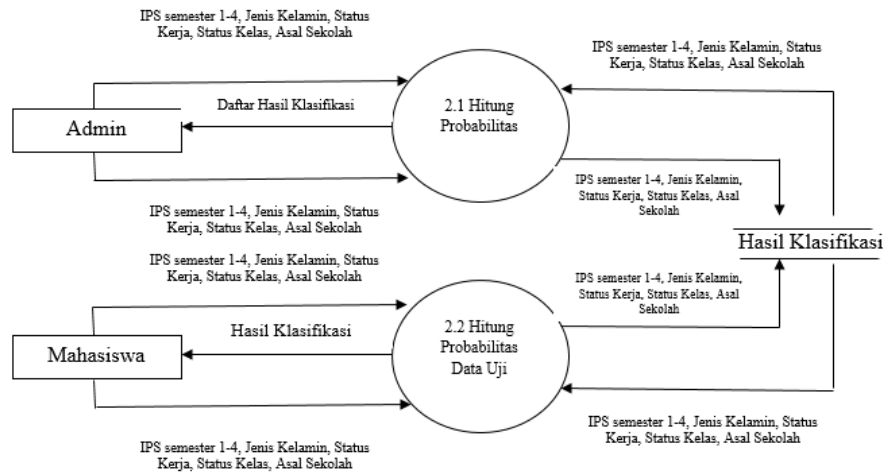 IPS semester 1-4, Jenis Kelamin, Status
Kerja, Status Kelas, Asal Sekolah
IPS semester 1-4, Jenis Kelamin, Status
Kerja, Status Kelas, Asal Sekolah
Admin
Daftar Hasil Klasifikasi
2.1 Hitung
Probabilitas
IPS semester 1-4, Jenis Kelamin,
Status Kerja, Status Kelas, Asal
Sekolah
IPS semester 1-4, Jenis Kelamin, Status
Kerja, Status Kelas, Asal Sekolah
Hasil Klasifikasi
IPS semester 1-4, Jenis Kelamin, Status
Kerja, Status Kelas, Asal Sekolah
IPS semester 1-4, Jenis Kelamin,
Status Kerja, Status Kelas, Asal
Sekolah
Mahasiswa
Hasil Klasifikasi
2.2 Hitung
Probabilitas
Data Uji
IPS semester 1-4, Jenis Kelamin, Status
Kerja, Status Kelas, Asal Sekolah
IPS semester 1-4, Jenis Kelamin, Status
Kerja, Status Kelas, Asal Sekolah